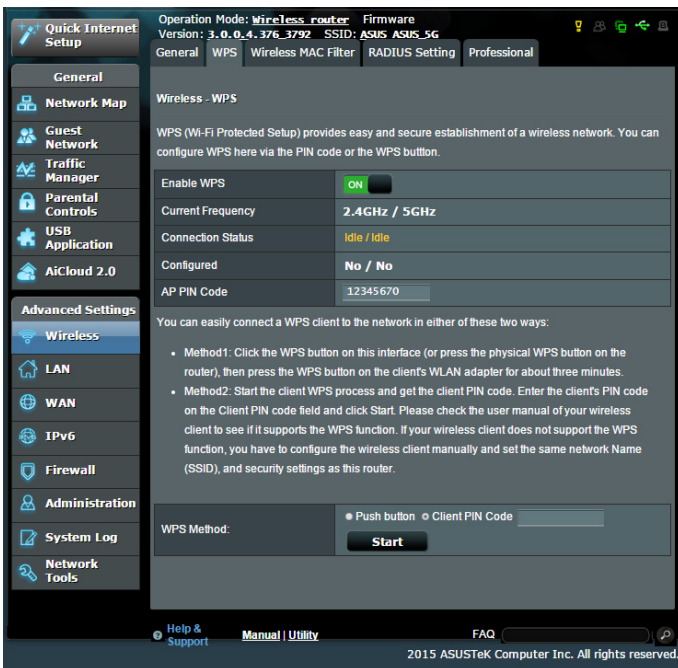 Quick Internet
Setup
Operation Mode: Wireless router Firmware
Version: 3.0.0.4.376_3792 SSID: ASUS ASUS_5G
General WPS Wireless MAC Filter RADIUS Setting Professional
General
Network Map
Guest
Network
Traffic
Manager
Parental
Controls
USB
Application
AiCloud 2.0
Advanced Settings
Wireless
LAN
WAN
IPv6
Firewall
Administration
System Log
Network
Tools
Wireless - WPS
WPS (Wi-Fi Protected Setup) provides easy and secure establishment of a wireless network. You can
configure WPS here via the PIN code or the WPS buttton.
Enable WPS ON
Current Frequency 2.4GHz / 5GHz
Connection Status Idle / Idle
Configured No / No
AP PIN Code 12345670
You can easily connect a WPS client to the network in either of these two ways:
• Method1: Click the WPS button on this interface (or press the physical WPS button on the
router), then press the WPS button on the client's WLAN adapter for about three minutes.
• Method2: Start the client WPS process and get the client PIN code. Enter the client's PIN code
on the Client PIN code field and click Start. Please check the user manual of your wireless
client to see if it supports the WPS function. If your wireless client does not support the WPS
function, you have to configure the wireless client manually and set the same network Name
(SSID), and security settings as this router.
WPS Method: Push button Client PIN Code
Start
Help &
Support
Manual | Utility
FAQ
2015 ASUSTeK Computer Inc. All rights reserved.